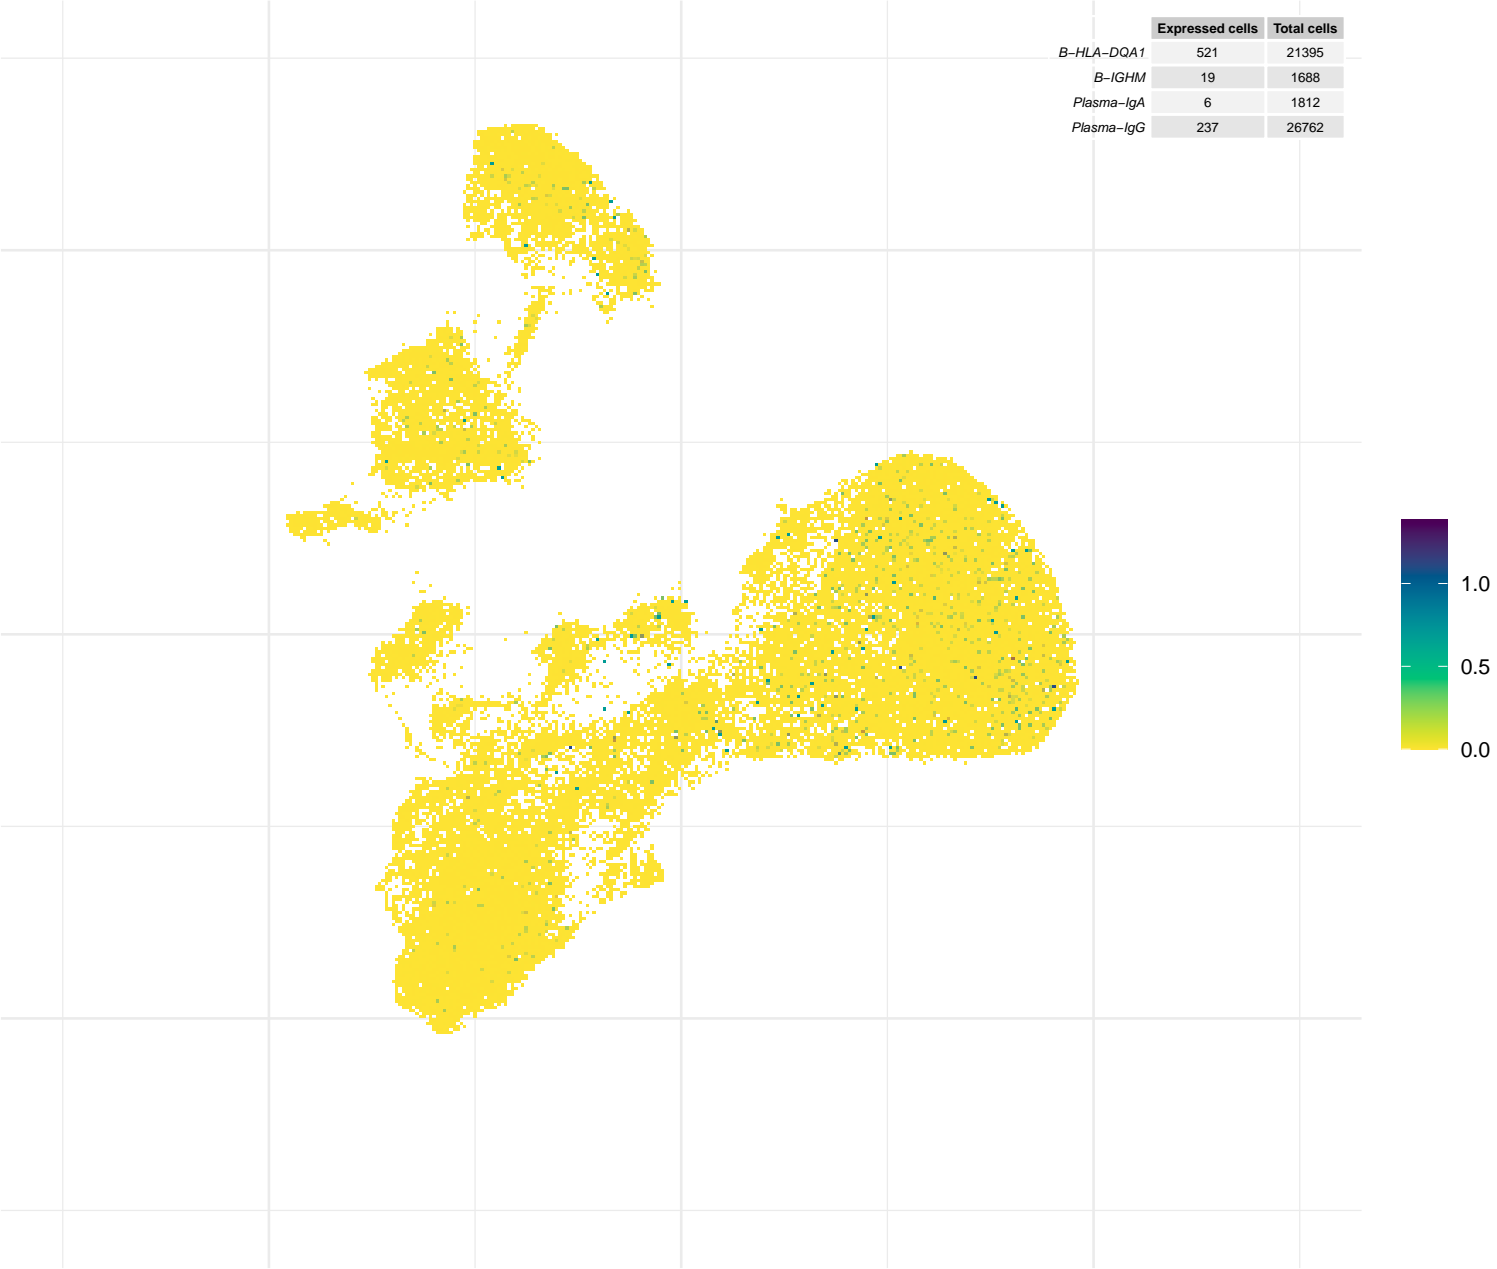 Expressed cells Total cells
B−HLA−DQA1 521 21395
B−IGHM 19 1688
Plasma−IgA 6 1812
Plasma−IgG 237 26762
1.0
0.5
0.0